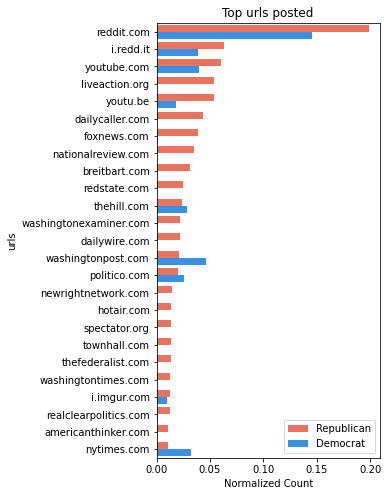 Top urls posted
reddit.com
i.redd.it
youtube.com
liveaction.org
youtu.be
dailycaller.com
foxnews.com
nationalreview.com
breitbart.com
redstate.com
thehill.com
washingtonexaminer.com
dailywire.com
washingtonpost.com
politico.com
newrightnetwork.com
hotair.com
spectator.org
townhall.com
thefederalist.com
washingtontimes.com
i.imgur.com
realclearpolitics.com
americanthinker.com
nytimes.com
urls
Republican
Democrat
0.00 0.05 0.10 0.15 0.20
Normalized Count